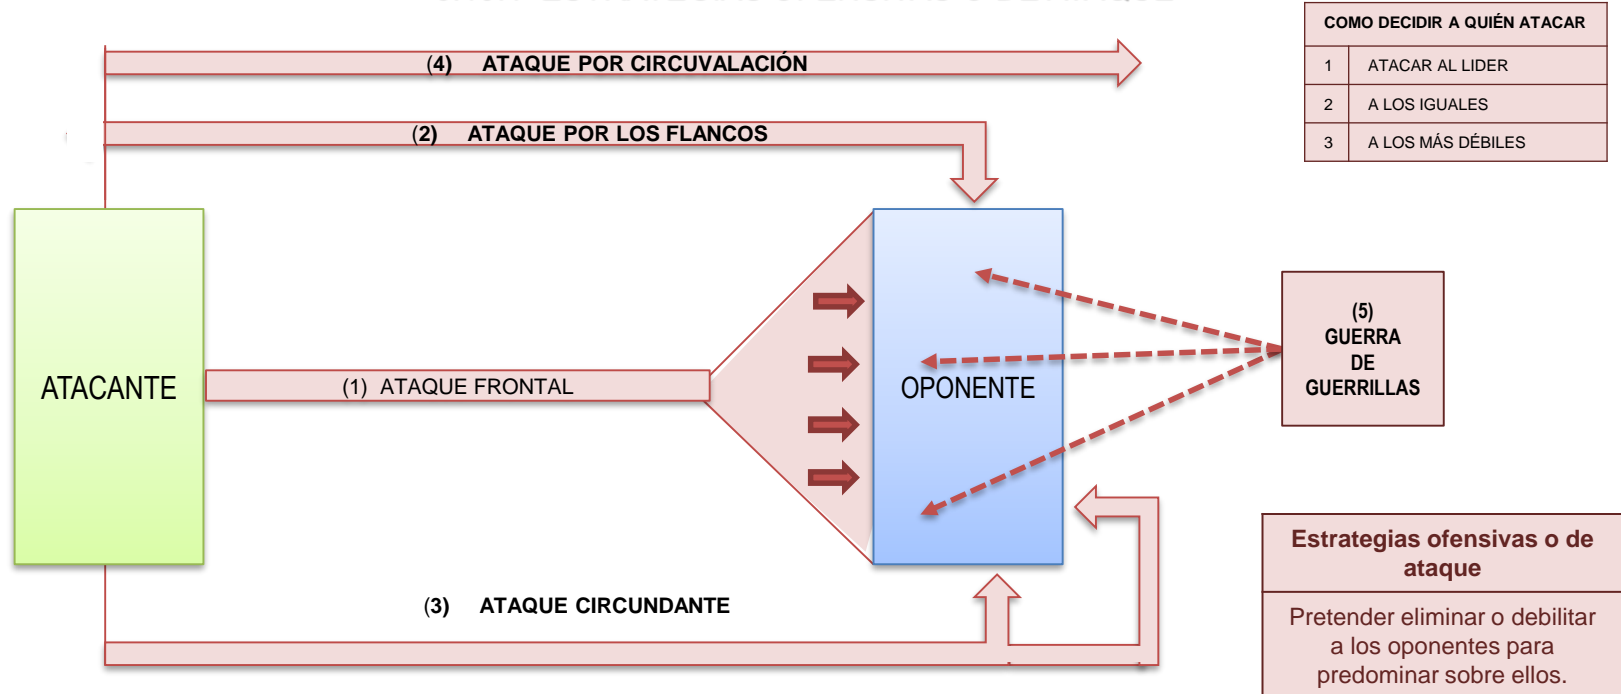 COMO DECIDIR A QUIÉN ATACAR
1 ATACAR AL LIDER
2 A LOS IGUALES
3 A LOS MÁS DÉBILES
(4) ATAQUE POR CIRCUVALACIÓN
(2) ATAQUE POR LOS FLANCOS
ATACANTE
(1) ATAQUE FRONTAL
OPONENTE
(5)
GUERRA
DE
GUERRILLAS
(3) ATAQUE CIRCUNDANTE
Estrategias ofensivas o de
ataque
Pretender eliminar o debilitar
a los oponentes para
predominar sobre ellos.